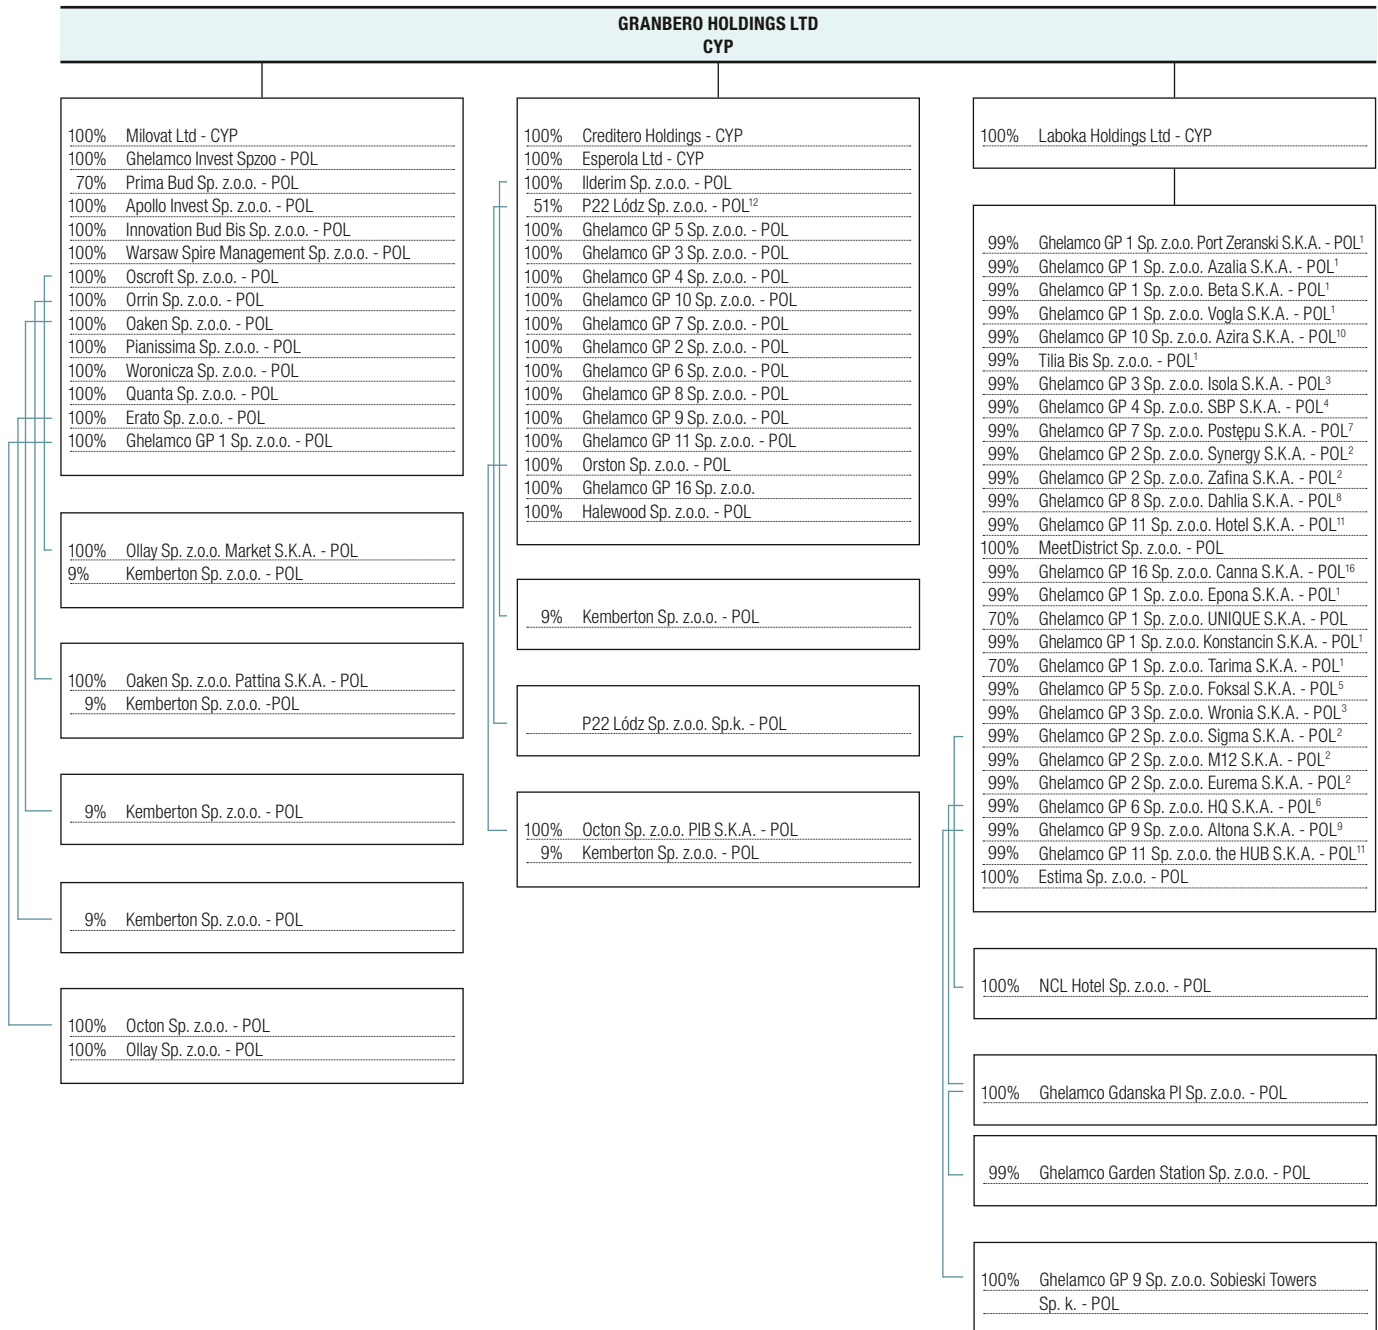 GRANBERO HOLDINGS LTD
CYP
100% Milovat Ltd - CYP
100% Ghelamco Invest Spzoo - POL
70% Prima Bud Sp. z.o.o. - POL
100% Apollo Invest Sp. z.o.o. - POL
100% Innovation Bud Bis Sp. z.o.o. - POL
100% Warsaw Spire Management Sp. z.o.o. - POL
100% Oscroft Sp. z.o.o. - POL
100% Orrin Sp. z.o.o. - POL
100% Oaken Sp. z.o.o. - POL
100% Pianissima Sp. z.o.o. - POL
100% Woronicza Sp. z.o.o. - POL
100% Quanta Sp. z.o.o. - POL
100% Erato Sp. z.o.o. - POL
100% Ghelamco GP 1 Sp. z.o.o. - POL
100% Ollay Sp. z.o.o. Market S.K.A. - POL
9% Kemberton Sp. z.o.o. - POL
100% Oaken Sp. z.o.o. Pattina S.K.A. - POL
9% Kemberton Sp. z.o.o. -POL
9% Kemberton Sp. z.o.o. - POL
9% Kemberton Sp. z.o.o. - POL
100% Octon Sp. z.o.o. - POL
100% Ollay Sp. z.o.o. - POL
100% Creditero Holdings - CYP
100% Esperola Ltd - CYP
100% Ilderim Sp. z.o.o. - POL
51% P22 Lódz Sp. z.o.o. - POL¹²
100% Ghelamco GP 5 Sp. z.o.o. - POL
100% Ghelamco GP 3 Sp. z.o.o. - POL
100% Ghelamco GP 4 Sp. z.o.o. - POL
100% Ghelamco GP 10 Sp. z.o.o. - POL
100% Ghelamco GP 7 Sp. z.o.o. - POL
100% Ghelamco GP 2 Sp. z.o.o. - POL
100% Ghelamco GP 6 Sp. z.o.o. - POL
100% Ghelamco GP 8 Sp. z.o.o. - POL
100% Ghelamco GP 9 Sp. z.o.o. - POL
100% Ghelamco GP 11 Sp. z.o.o. - POL
100% Orston Sp. z.o.o. - POL
100% Ghelamco GP 16 Sp. z.o.o.
100% Halewood Sp. z.o.o. - POL
9% Kemberton Sp. z.o.o. - POL
P22 Lódz Sp. z.o.o. Sp.k. - POL
100% Octon Sp. z.o.o. PIB S.K.A. - POL
9% Kemberton Sp. z.o.o. - POL
100% Laboka Holdings Ltd - CYP
99% Ghelamco GP 1 Sp. z.o.o. Port Zeranski S.K.A. - POL¹
99% Ghelamco GP 1 Sp. z.o.o. Azalia S.K.A. - POL¹
99% Ghelamco GP 1 Sp. z.o.o. Beta S.K.A. - POL¹
99% Ghelamco GP 1 Sp. z.o.o. Vogla S.K.A. - POL¹
99% Ghelamco GP 10 Sp. z.o.o. Azira S.K.A. - POL¹⁰
99% Tilia Bis Sp. z.o.o. - POL¹
99% Ghelamco GP 3 Sp. z.o.o. Isola S.K.A. - POL³
99% Ghelamco GP 4 Sp. z.o.o. SBP S.K.A. - POL⁴
99% Ghelamco GP 7 Sp. z.o.o. Postępu S.K.A. - POL⁷
99% Ghelamco GP 2 Sp. z.o.o. Synergy S.K.A. - POL²
99% Ghelamco GP 2 Sp. z.o.o. Zafina S.K.A. - POL²
99% Ghelamco GP 8 Sp. z.o.o. Dahlia S.K.A. - POL⁸
99% Ghelamco GP 11 Sp. z.o.o. Hotel S.K.A. - POL¹¹
100% MeetDistrict Sp. z.o.o. - POL
99% Ghelamco GP 16 Sp. z.o.o. Canna S.K.A. - POL¹⁶
99% Ghelamco GP 1 Sp. z.o.o. Epona S.K.A. - POL¹
70% Ghelamco GP 1 Sp. z.o.o. UNIQUE S.K.A. - POL
99% Ghelamco GP 1 Sp. z.o.o. Konstancin S.K.A. - POL¹
70% Ghelamco GP 1 Sp. z.o.o. Tarima S.K.A. - POL¹
99% Ghelamco GP 5 Sp. z.o.o. Foksal S.K.A. - POL⁵
99% Ghelamco GP 3 Sp. z.o.o. Wronia S.K.A. - POL³
99% Ghelamco GP 2 Sp. z.o.o. Sigma S.K.A. - POL²
99% Ghelamco GP 2 Sp. z.o.o. M12 S.K.A. - POL²
99% Ghelamco GP 2 Sp. z.o.o. Eurema S.K.A. - POL²
99% Ghelamco GP 6 Sp. z.o.o. HQ S.K.A. - POL⁶
99% Ghelamco GP 9 Sp. z.o.o. Altona S.K.A. - POL⁹
99% Ghelamco GP 11 Sp. z.o.o. the HUB S.K.A. - POL¹¹
100% Estima Sp. z.o.o. - POL
100% NCL Hotel Sp. z.o.o. - POL
100% Ghelamco Gdanska PI Sp. z.o.o. - POL
99% Ghelamco Garden Station Sp. z.o.o. - POL
100% Ghelamco GP 9 Sp. z.o.o. Sobieski Towers
Sp. k. - POL